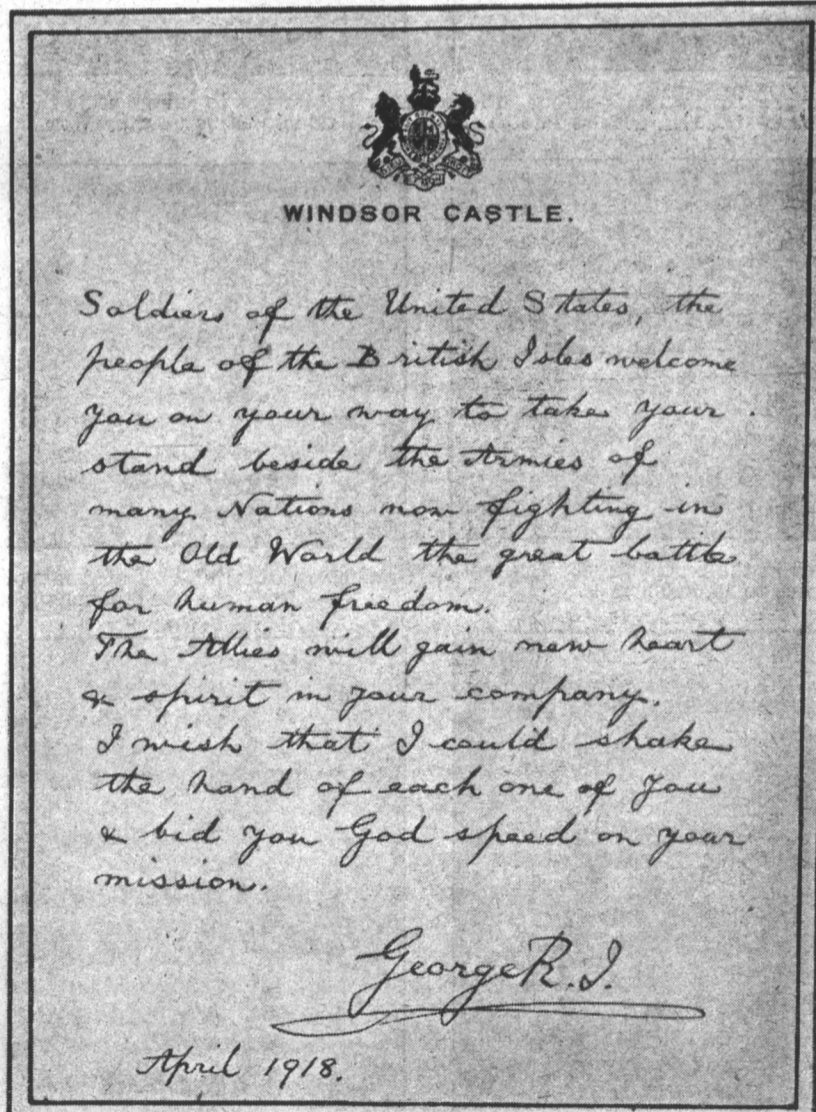 WINDSOR CASTLE.
Soldiers of the United States, the
people of the British Isles welcome
you on your way to take your
stand beside the Armies of
many Nations now fighting in
the Old World the great battle
for human freedom.
The Allies will gain new heart
& spirit in your company.
I wish that I could shake
the hand of each one of you
& bid you God speed on your
mission.
George R.I.
April 1918.